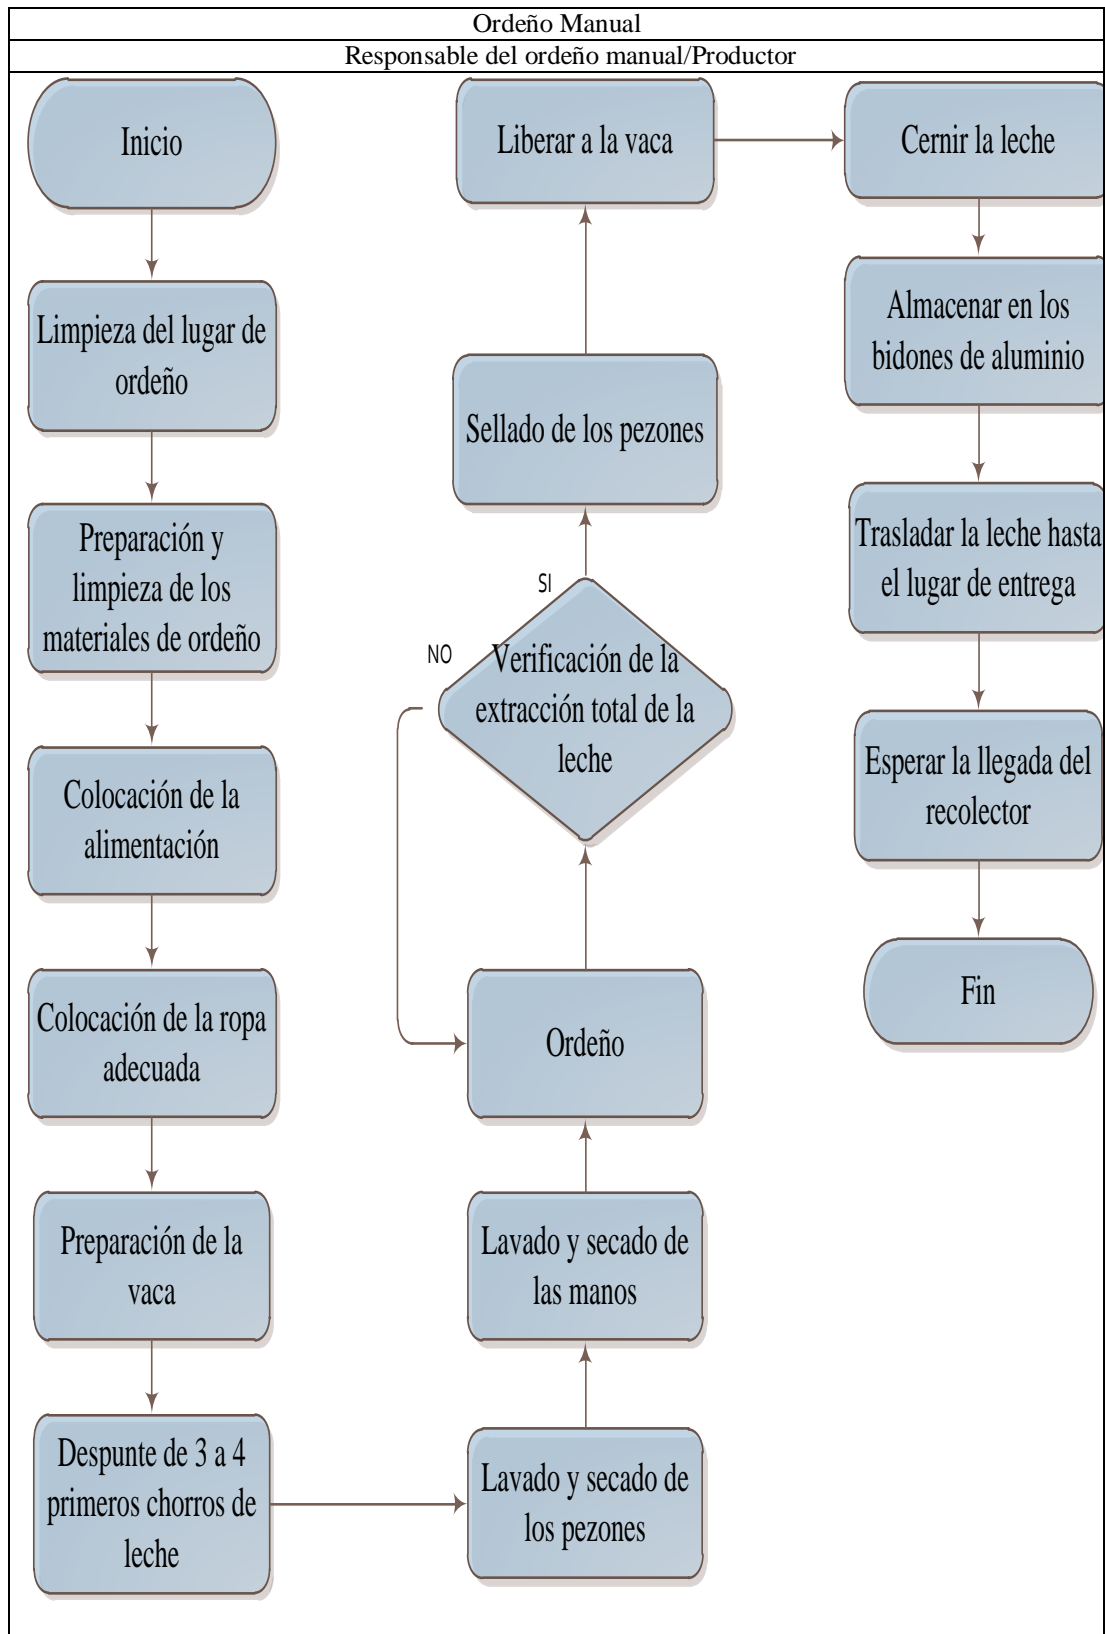 Ordeño Manual
Responsable del ordeño manual/Productor
Inicio
Limpieza del lugar de
ordeño
Preparación y
limpieza de los
materiales de ordeño
Colocación de la
alimentación
Colocación de la ropa
adecuada
Preparación de la
vaca
Despunte de 3 a 4
primeros chorros de
leche
Lavado y secado de
los pezones
Lavado y secado de
las manos
Ordeño
Verificación de la
extracción total de la
leche
NO
SI
Sellado de los pezones
Liberar a la vaca
Cernir la leche
Almacenar en los
bidones de aluminio
Trasladar la leche hasta
el lugar de entrega
Esperar la llegada del
recolector
Fin